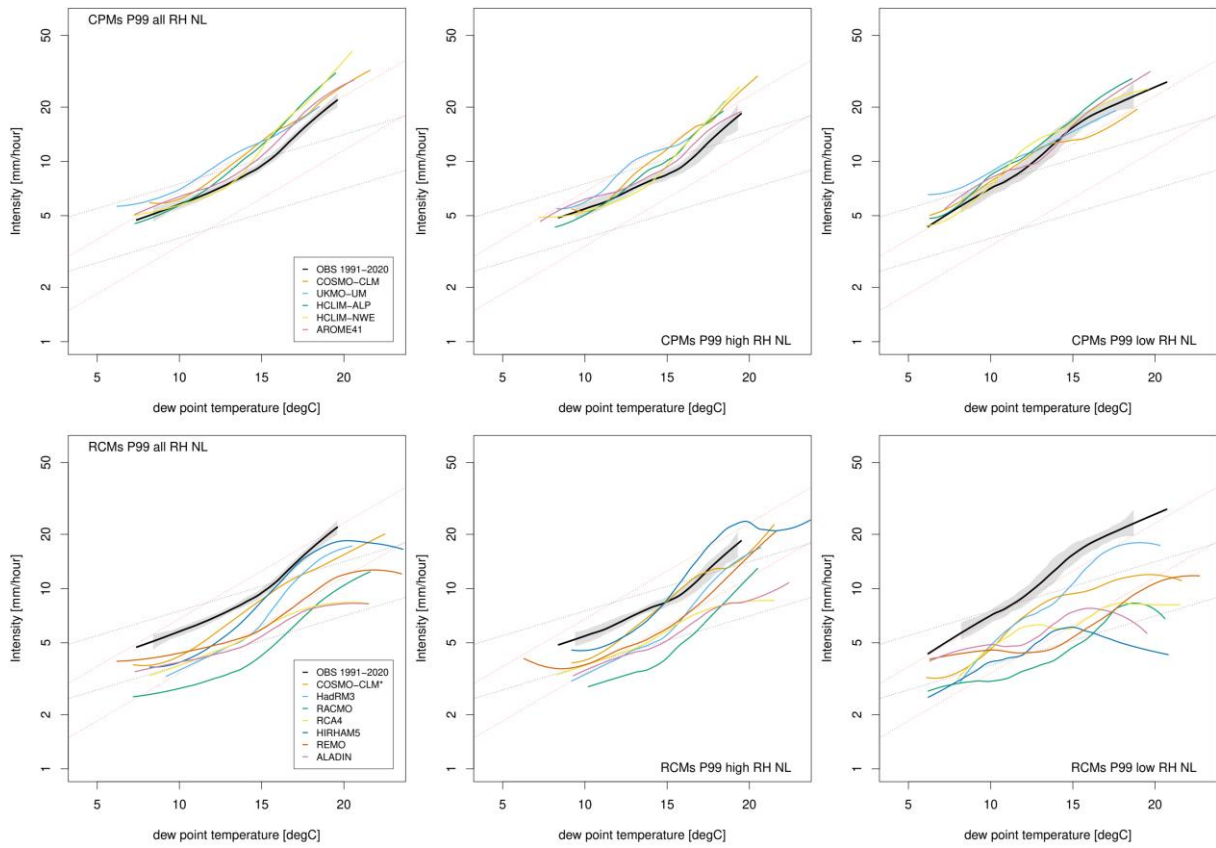 CPMs P99 all RH NL
Intensity [mm/hour]
50
20
10
5
2
1
OBS 1991−2020
COSMO−CLM
UKMO−UM
HCLIM−ALP
HCLIM−NWE
AROME41
5 10 15 20
dew point temperature [degC]
Intensity [mm/hour]
50
20
10
5
2
1
CPMs P99 high RH NL
5 10 15 20
dew point temperature [degC]
Intensity [mm/hour]
50
20
10
5
2
1
CPMs P99 low RH NL
5 10 15 20
dew point temperature [degC]
RCMs P99 all RH NL
Intensity [mm/hour]
50
20
10
5
2
1
OBS 1991−2020
COSMO−CLM*
HadRM3
RACMO
RCA4
HIRHAM5
REMO
ALADIN
5 10 15 20
dew point temperature [degC]
Intensity [mm/hour]
50
20
10
5
2
1
RCMs P99 high RH NL
5 10 15 20
dew point temperature [degC]
Intensity [mm/hour]
50
20
10
5
2
1
RCMs P99 low RH NL
5 10 15 20
dew point temperature [degC]